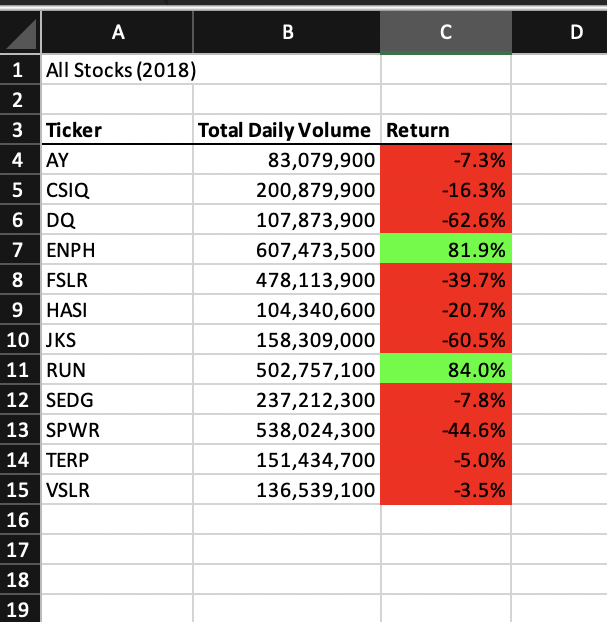 A B C D
1 All Stocks (2018)
2
3 Ticker Total Daily Volume Return
4 AY 83,079,900 -7.3%
5 CSIQ 200,879,900 -16.3%
6 DQ 107,873,900 -62.6%
7 ENPH 607,473,500 81.9%
8 FSLR 478,113,900 -39.7%
9 HASI 104,340,600 -20.7%
10 JKS 158,309,000 -60.5%
11 RUN 502,757,100 84.0%
12 SEDG 237,212,300 -7.8%
13 SPWR 538,024,300 -44.6%
14 TERP 151,434,700 -5.0%
15 VSLR 136,539,100 -3.5%
16
17
18
19